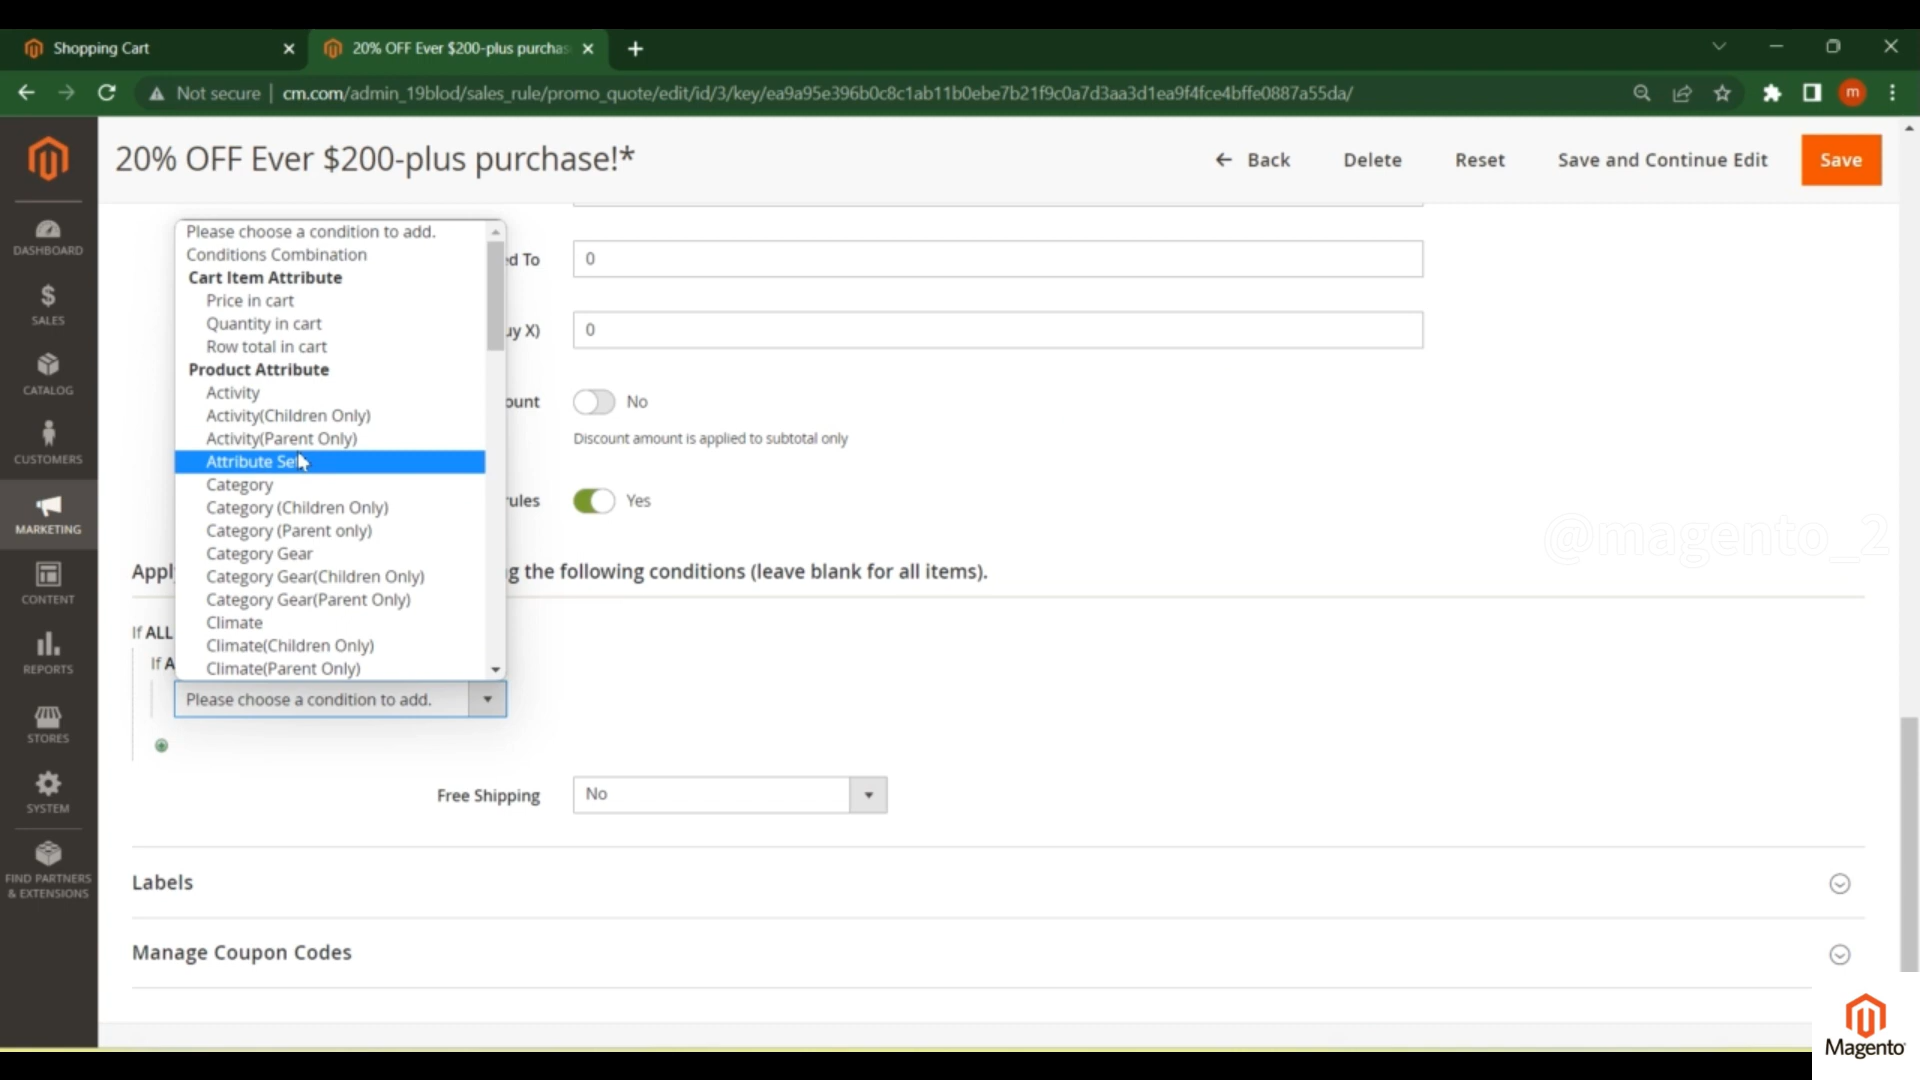 Shopping Cart
20% OFF Ever $200-plus purchas
Not secure
cm.com/admin_19blod/sales_rule/promo_quote/edit/id/3/key/ea9a95e396b0c8c1ab11b0ebe7b21f9c0a7d3aa3d1ea9f4fce4bffe0887a55da/
m
20% OFF Ever $200-plus purchase!*
Back
Delete
Reset
Save and Continue Edit
Save
DASHBOARD
SALES
CATALOG
CUSTOMERS
MARKETING
CONTENT
REPORTS
STORES
SYSTEM
FIND PARTNERS
& EXTENSIONS
Please choose a condition to add.
Conditions Combination
Cart Item Attribute
Price in cart
Quantity in cart
Row total in cart
Product Attribute
Activity
Activity(Children Only)
Activity(Parent Only)
Attribute Set
Category
Category (Children Only)
Category (Parent only)
Category Gear
Category Gear(Children Only)
Category Gear(Parent Only)
Climate
Climate(Children Only)
Climate(Parent Only)
Please choose a condition to add.
ed To
0
uy X)
0
ount
No
Discount amount is applied to subtotal only
rules
Yes
@magento_2
Appl
g the following conditions (leave blank for all items).
If ALL
If A
Free Shipping
No
Labels
Manage Coupon Codes
Magento